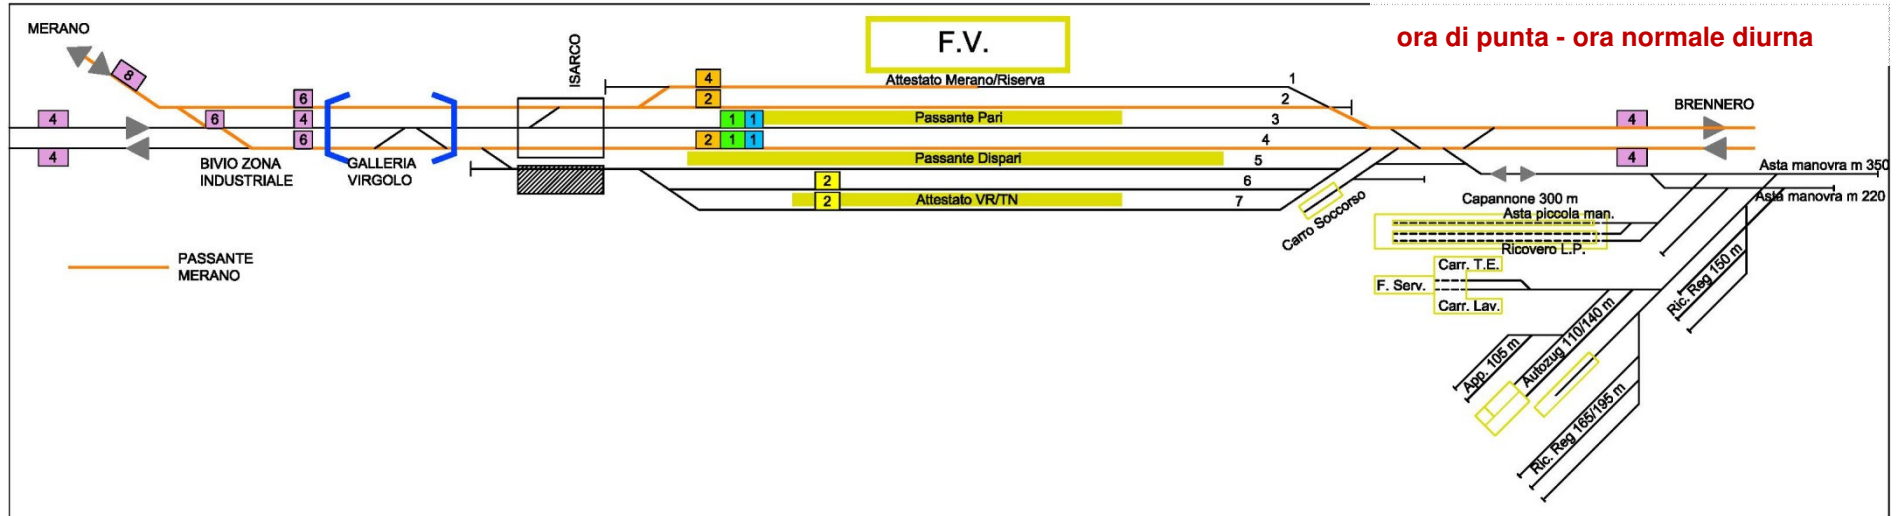 ora di punta - ora normale diurna
MERANO
8
ISARCO
F.V.
4
Attestato Merano/Riserva
1
6
2
2
BRENNERO
4
6
4
1
1
Passante Pari
3
4
6
2
1
1
4
4
BIVIO ZONA
INDUSTRIALE
GALLERIA
VIRGOLO
Passante Dispari
5
4
Asta manovra m 350
2
6
Asta manovra m 220
2
Attestato VR/TN
7
Carro Soccorso
Capannone 300 m
Asta piccola man.
Ricovero L.P.
PASSANTE
MERANO
Carr. T.E.
F. Serv.
Carr. Lav.
Ric. Reg 150 m
App. 105 m
Autozug 110/140 m
Ric. Reg 165/195 m